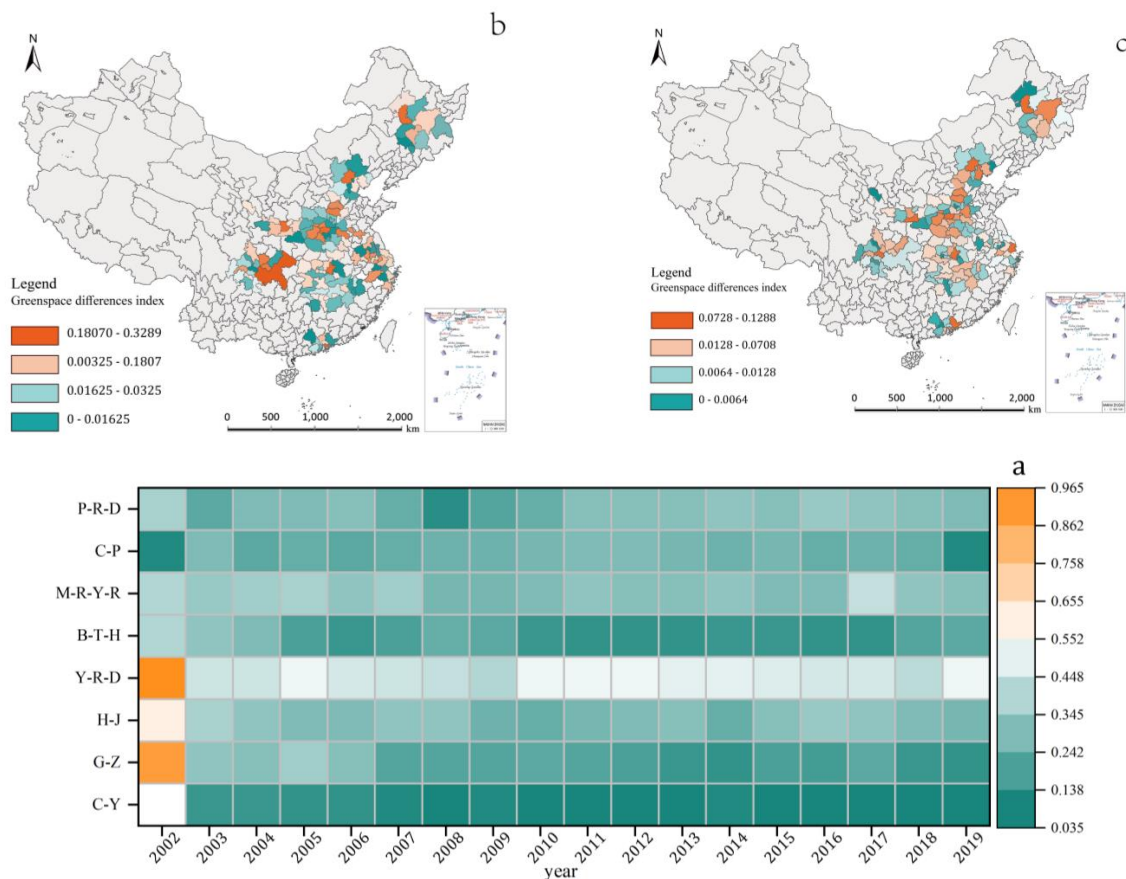 b
N
Legend
Greenspace differences index
0.18070 - 0.3289
0.00325 - 0.1807
0.01625 - 0.0325
0 - 0.01625
0 500 1,000 2,000
km
c
N
Legend
Greenspace differences index
0.0728 - 0.1288
0.0128 - 0.0708
0.0064 - 0.0128
0 - 0.0064
0 500 1,000 2,000
km
a
P-R-D
C-P
M-R-Y-R
B-T-H
Y-R-D
H-J
G-Z
C-Y
2002 2003 2004 2005 2006 2007 2008 2009 2010 2011 2012 2013 2014 2015 2016 2017 2018 2019
year
0.965
0.862
0.758
0.655
0.552
0.448
0.345
0.242
0.138
0.035